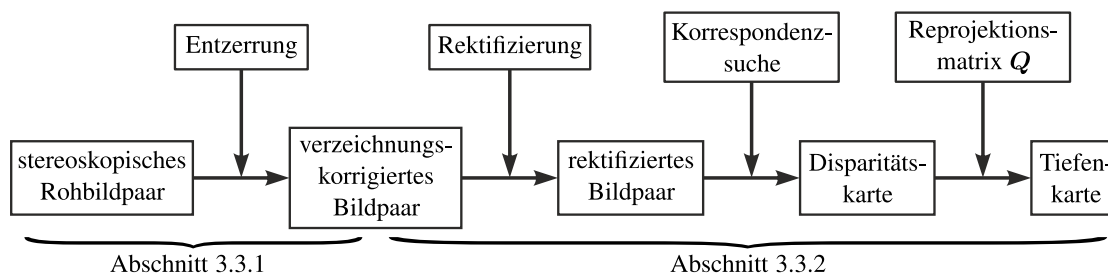 Entzerrung
Rektifizierung
Korrespondenz-
suche
Reprojektions-
matrix Q
stereoskopisches
Rohbildpaar
verzeichnungs-
korrigiertes
Bildpaar
rektifiziertes
Bildpaar
Disparitäts-
karte
Tiefen-
karte
Abschnitt 3.3.1
Abschnitt 3.3.2